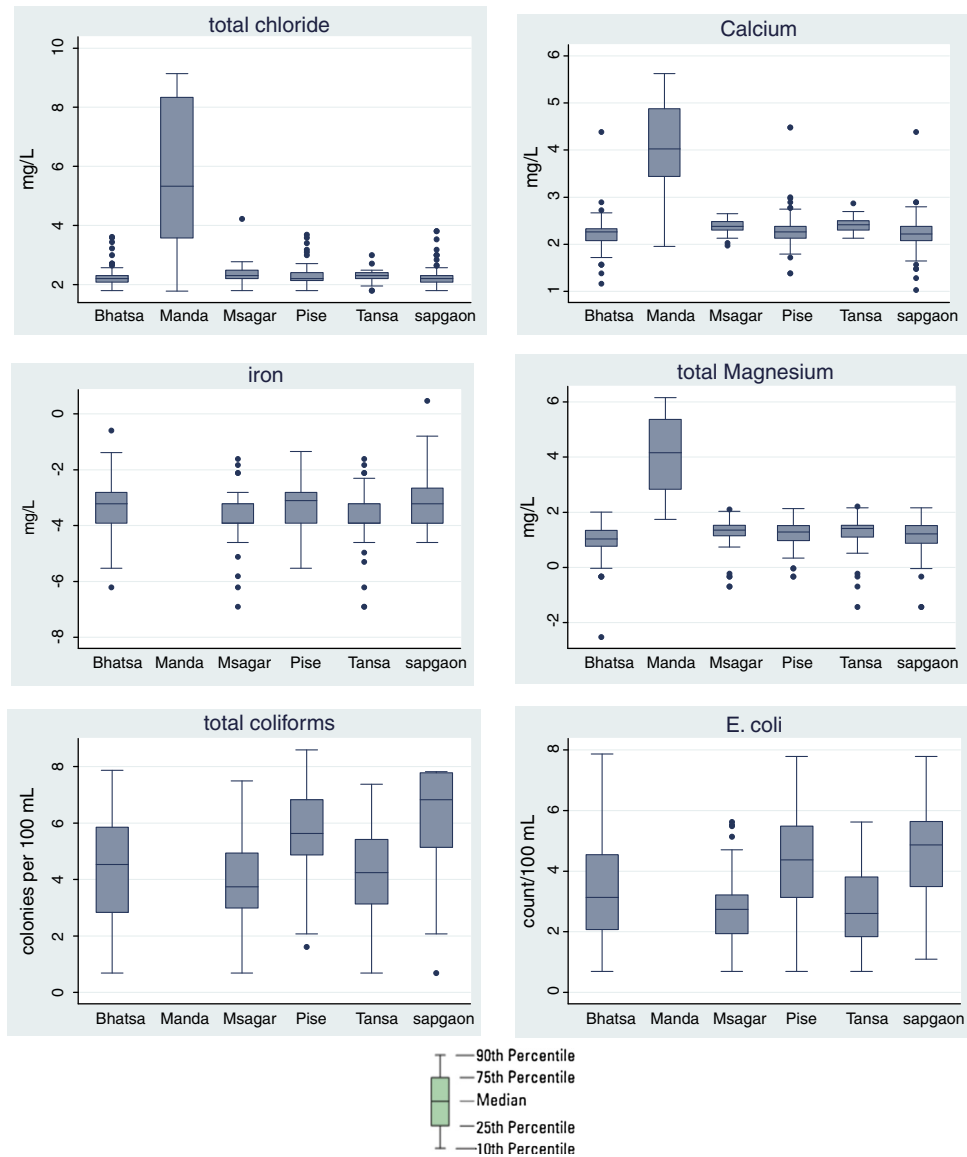 total chloride
mg/L
10
8
6
4
2
Bhatsa Manda Msagar Pise Tansa sapgaon
Calcium
mg/L
6
5
4
3
2
1
Bhatsa Manda Msagar Pise Tansa sapgaon
iron
mg/L
0
-2
-4
-6
-8
Bhatsa Manda Msagar Pise Tansa sapgaon
total Magnesium
mg/L
6
4
2
0
-2
Bhatsa Manda Msagar Pise Tansa sapgaon
total coliforms
colonies per 100 mL
8
6
4
2
0
Bhatsa Manda Msagar Pise Tansa sapgaon
E. coli
count/100 mL
8
6
4
2
0
Bhatsa Manda Msagar Pise Tansa sapgaon
90th Percentile
75th Percentile
Median
25th Percentile
10th Percentile